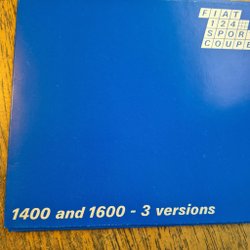 FIAT
124
SPORT
COUPE
1400 and 1600 - 3 versions